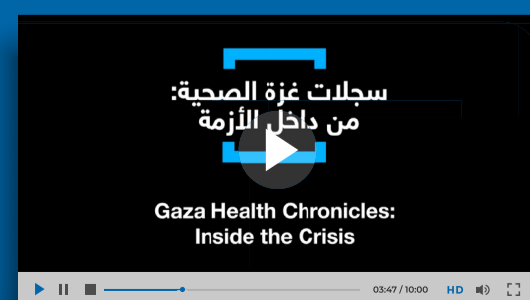 سجلات غزة الصحية:
من داخل الأزمة
Gaza Health Chronicles:
Inside the Crisis
03:47 / 10:00 HD